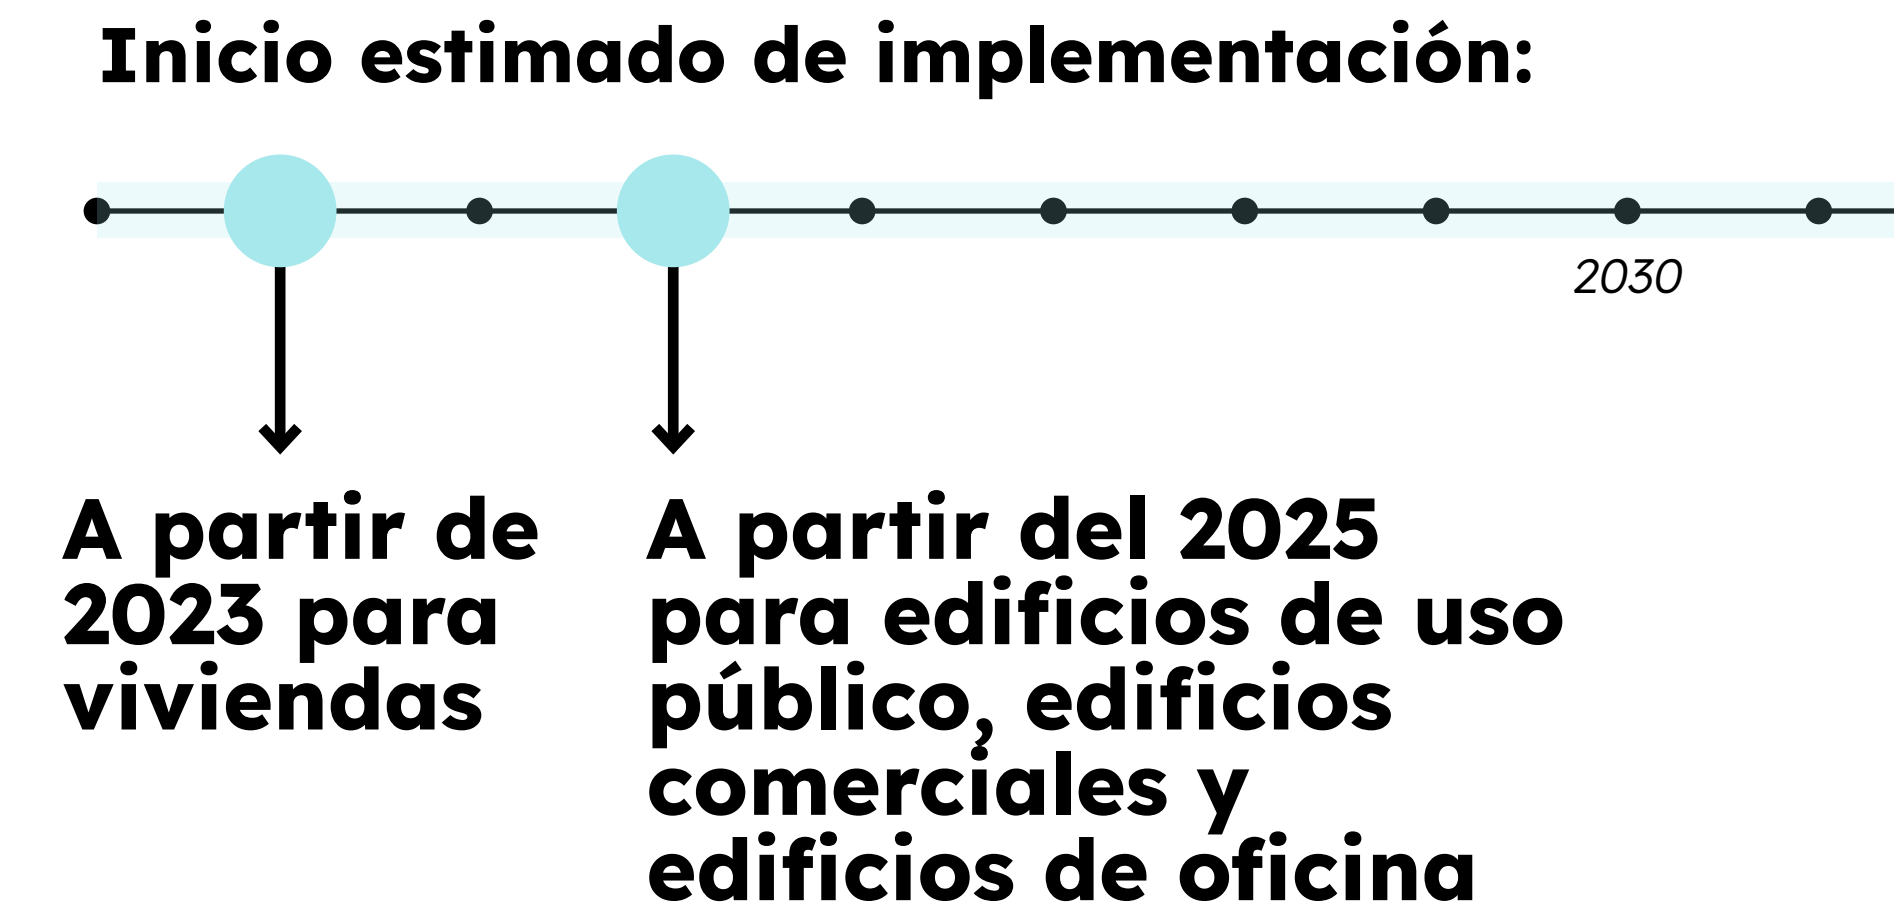 Inicio estimado de implementación:
2030
A partir de
2023 para
viviendas
A partir del 2025
para edificios de uso
público, edificios
comerciales y
edificios de oficina